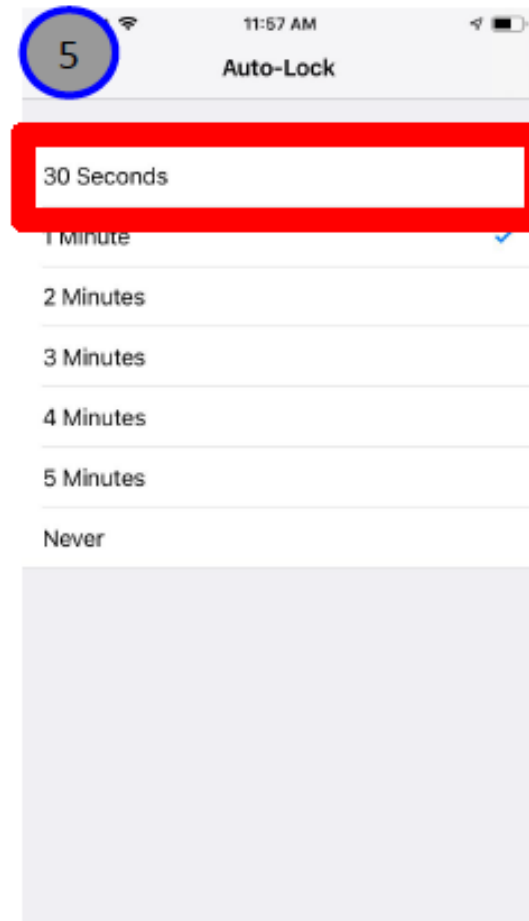 5
11:57 AM
Auto-Lock
30 Seconds
1 Minute
2 Minutes
3 Minutes
4 Minutes
5 Minutes
Never